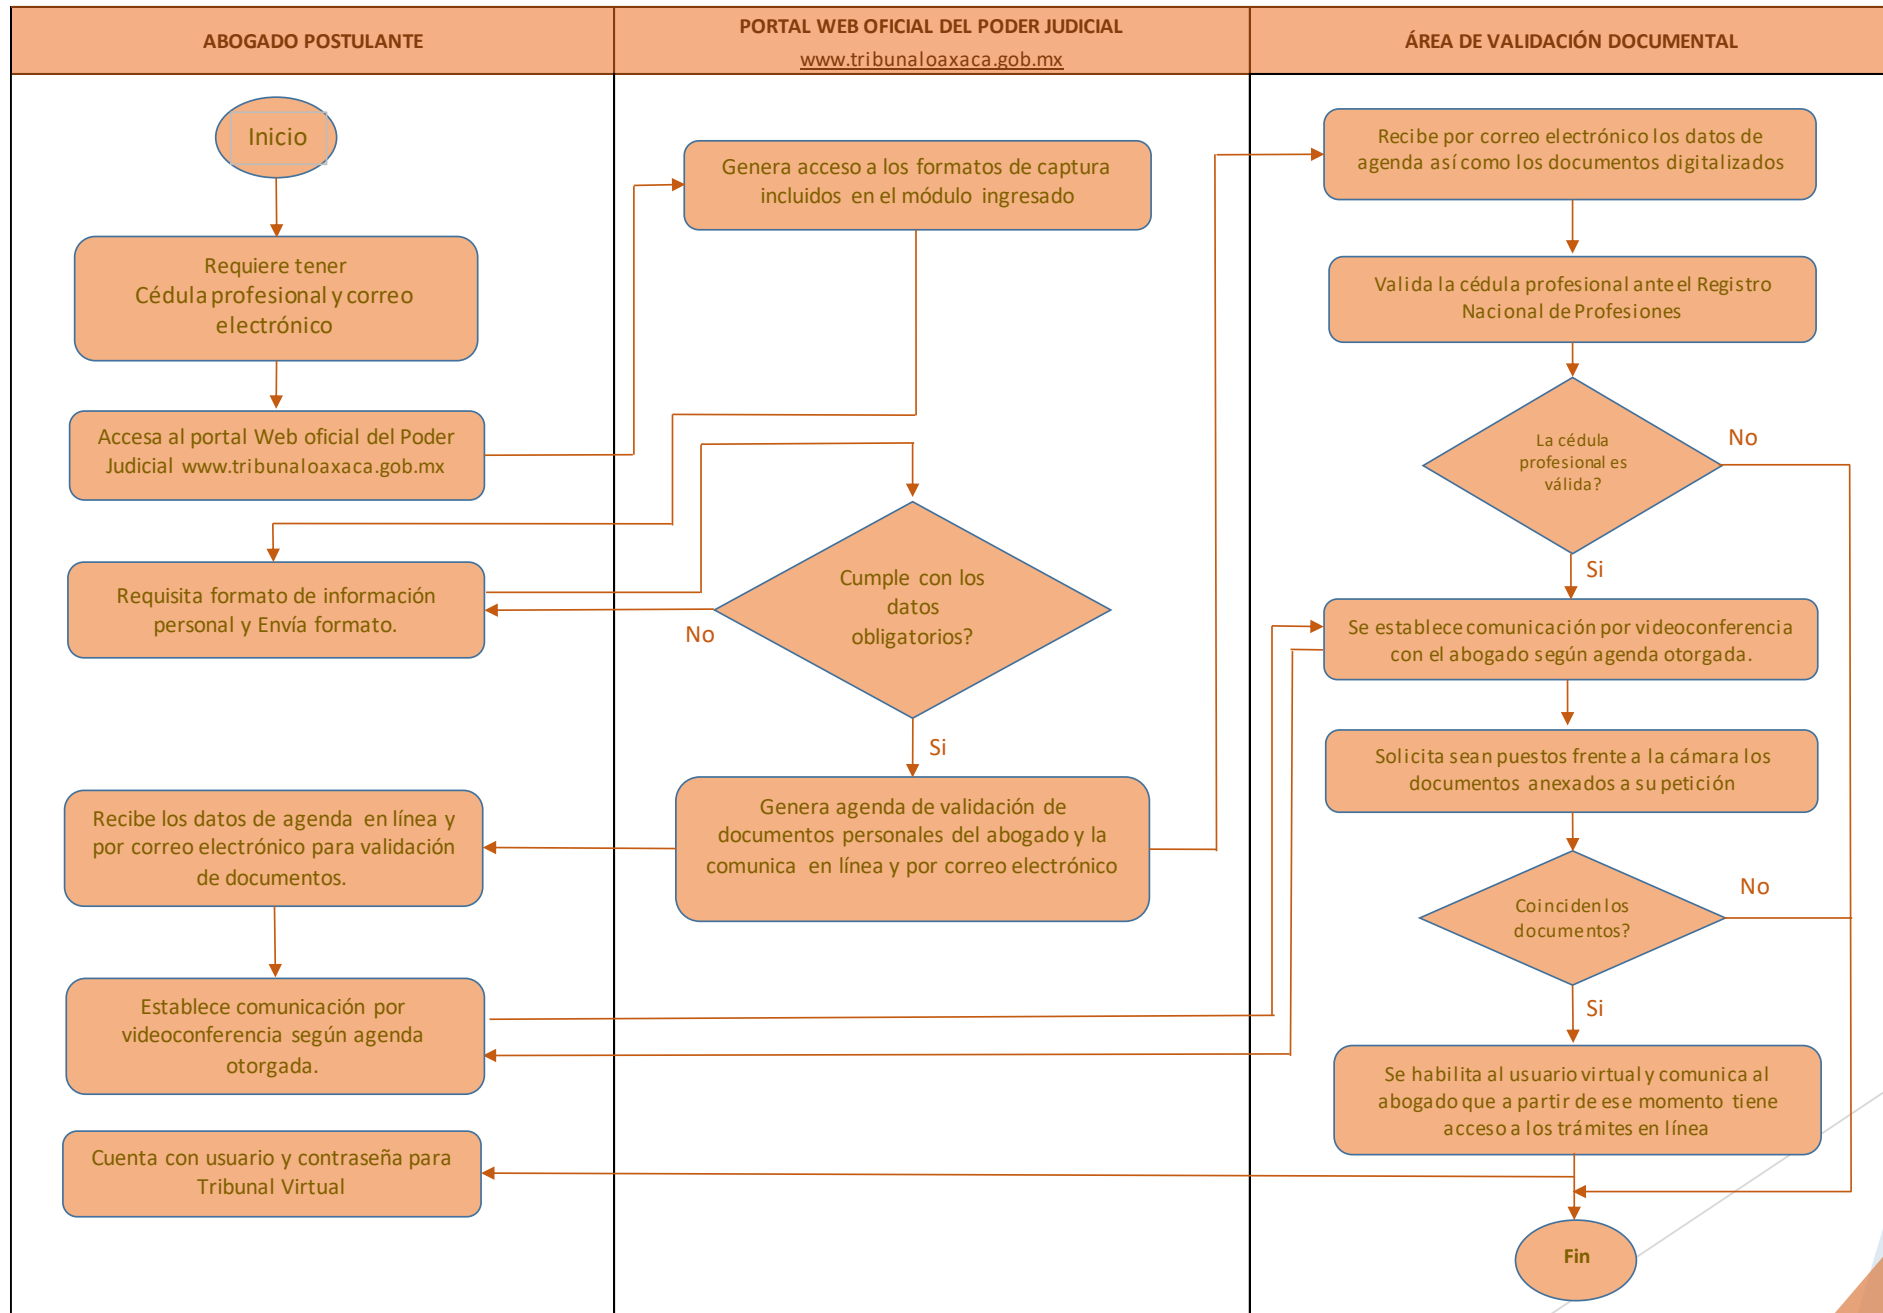 ABOGADO POSTULANTE
PORTAL WEB OFICIAL DEL PODER JUDICIAL
www.tribunaloaxaca.gob.mx
ÁREA DE VALIDACIÓN DOCUMENTAL
Inicio
Requiere tener
Cédula profesional y correo
electrónico
Accesa al portal Web oficial del Poder
Judicial www.tribunaloaxaca.gob.mx
Requisita formato de información
personal y Envía formato.
Recibe los datos de agenda en línea y
por correo electrónico para validación
de documentos.
Establece comunicación por
videoconferencia según agenda
otorgada.
Cuenta con usuario y contraseña para
Tribunal Virtual
Genera acceso a los formatos de captura
incluidos en el módulo ingresado
Cumple con los
datos
obligatorios?
No
Si
Genera agenda de validación de
documentos personales del abogado y la
comunica en línea y por correo electrónico
Recibe por correo electrónico los datos de
agenda así como los documentos digitalizados
Valida la cédula profesional ante el Registro
Nacional de Profesiones
La cédula
profesional es
válida?
No
Si
Se establece comunicación por videoconferencia
con el abogado según agenda otorgada.
Solicita sean puestos frente a la cámara los
documentos anexados a su petición
Coinciden los
documentos?
No
Si
Se habilita al usuario virtual y comunica al
abogado que a partir de ese momento tiene
acceso a los trámites en línea
Fin